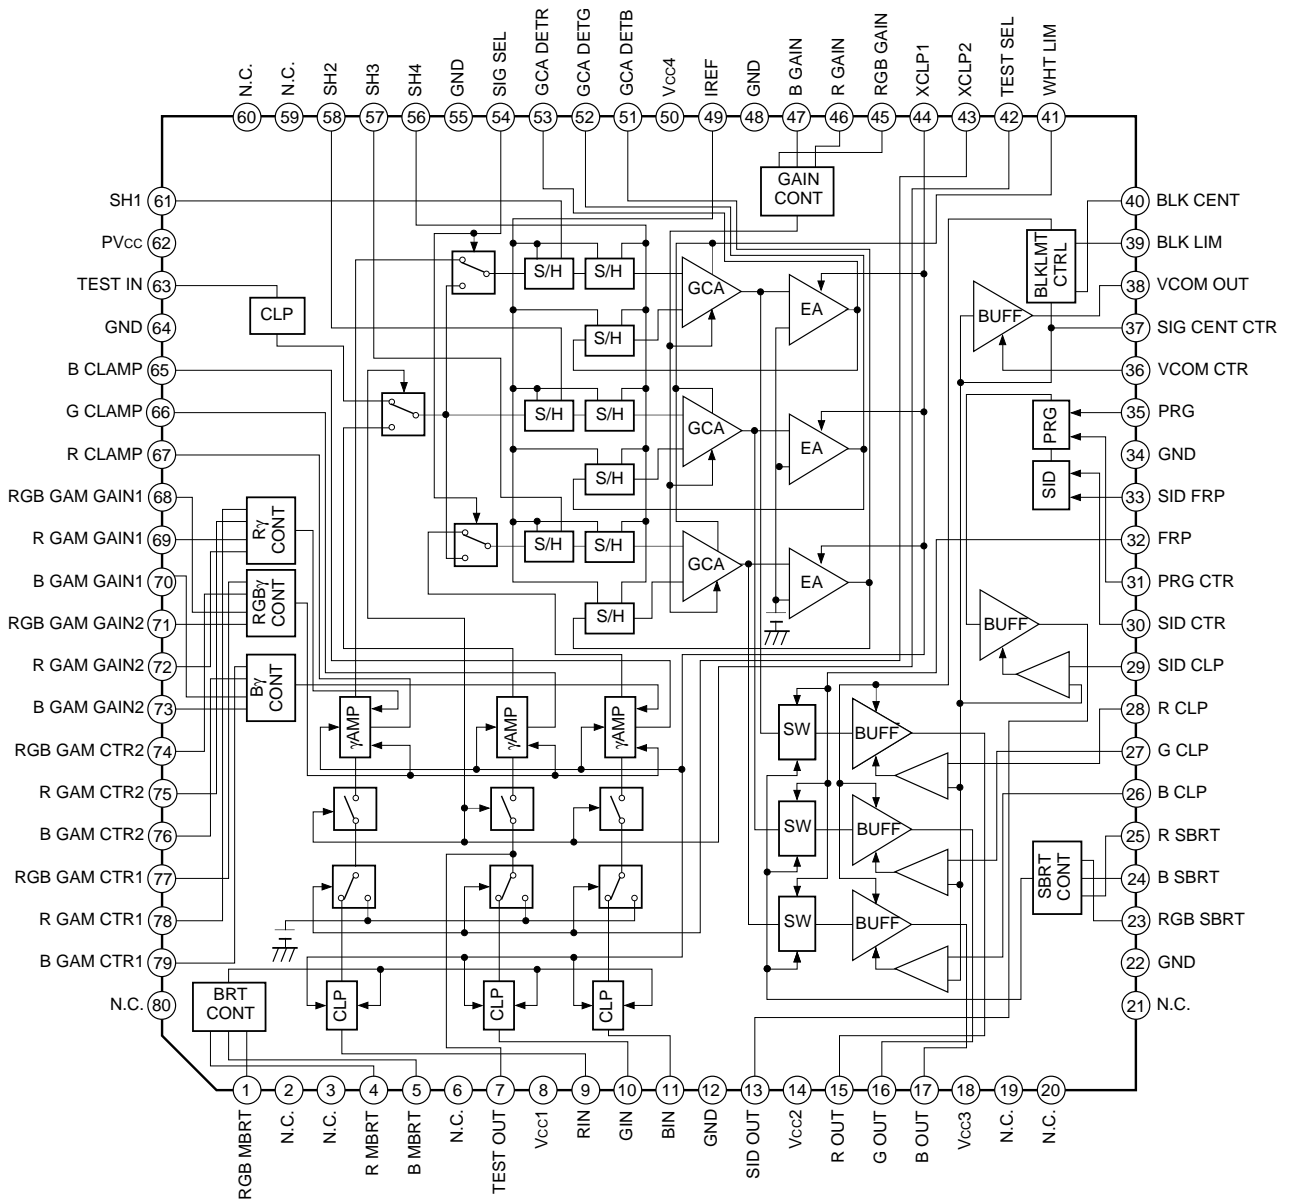 N.C.
N.C.
SH2
SH3
SH4
GND
SIG SEL
GCA DETR
GCA DETG
GCA DETB
Vcc4
IREF
GND
B GAIN
R GAIN
RGB GAIN
XCLP1
XCLP2
TEST SEL
WHT LIM
60
59
58
57
56
55
54
53
52
51
50
49
48
47
46
45
44
43
42
41
SH1 61
PVcc 62
TEST IN 63
GND 64
B CLAMP 65
G CLAMP 66
R CLAMP 67
RGB GAM GAIN1 68
R GAM GAIN1 69
B GAM GAIN1 70
RGB GAM GAIN2 71
R GAM GAIN2 72
B GAM GAIN2 73
RGB GAM CTR2 74
R GAM CTR2 75
B GAM CTR2 76
RGB GAM CTR1 77
R GAM CTR1 78
B GAM CTR1 79
N.C. 80
40 BLK CENT
39 BLK LIM
38 VCOM OUT
37 SIG CENT CTR
36 VCOM CTR
35 PRG
34 GND
33 SID FRP
32 FRP
31 PRG CTR
30 SID CTR
29 SID CLP
28 R CLP
27 G CLP
26 B CLP
25 R SBRT
24 B SBRT
23 RGB SBRT
22 GND
21 N.C.
GAIN
CONT
CLP
S/H
S/H
GCA
EA
S/H
BLKLMT
CTRL
BUFF
S/H
S/H
GCA
EA
S/H
PRG
SID
S/H
S/H
GCA
EA
S/H
BUFF
Rγ
CONT
RGBγ
CONT
Bγ
CONT
γAMP
γAMP
γAMP
SW
BUFF
SW
BUFF
SW
BUFF
SBRT
CONT
BRT
CONT
CLP
CLP
CLP
1
2
3
4
5
6
7
8
9
10
11
12
13
14
15
16
17
18
19
20
RGB MBRT
N.C.
N.C.
R MBRT
B MBRT
N.C.
TEST OUT
Vcc1
RIN
GIN
BIN
GND
SID OUT
Vcc2
R OUT
G OUT
B OUT
Vcc3
N.C.
N.C.